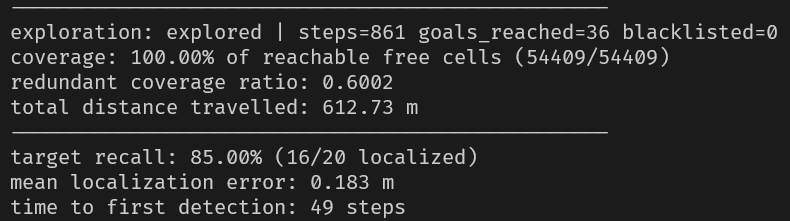 ──────────────────────────────────────────────────
exploration: explored | steps=861 goals_reached=36 blacklisted=0
coverage: 100.00% of reachable free cells (54409/54409)
redundant coverage ratio: 0.6002
total distance travelled: 612.73 m
──────────────────────────────────────────────────
target recall: 85.00% (16/20 localized)
mean localization error: 0.183 m
time to first detection: 49 steps